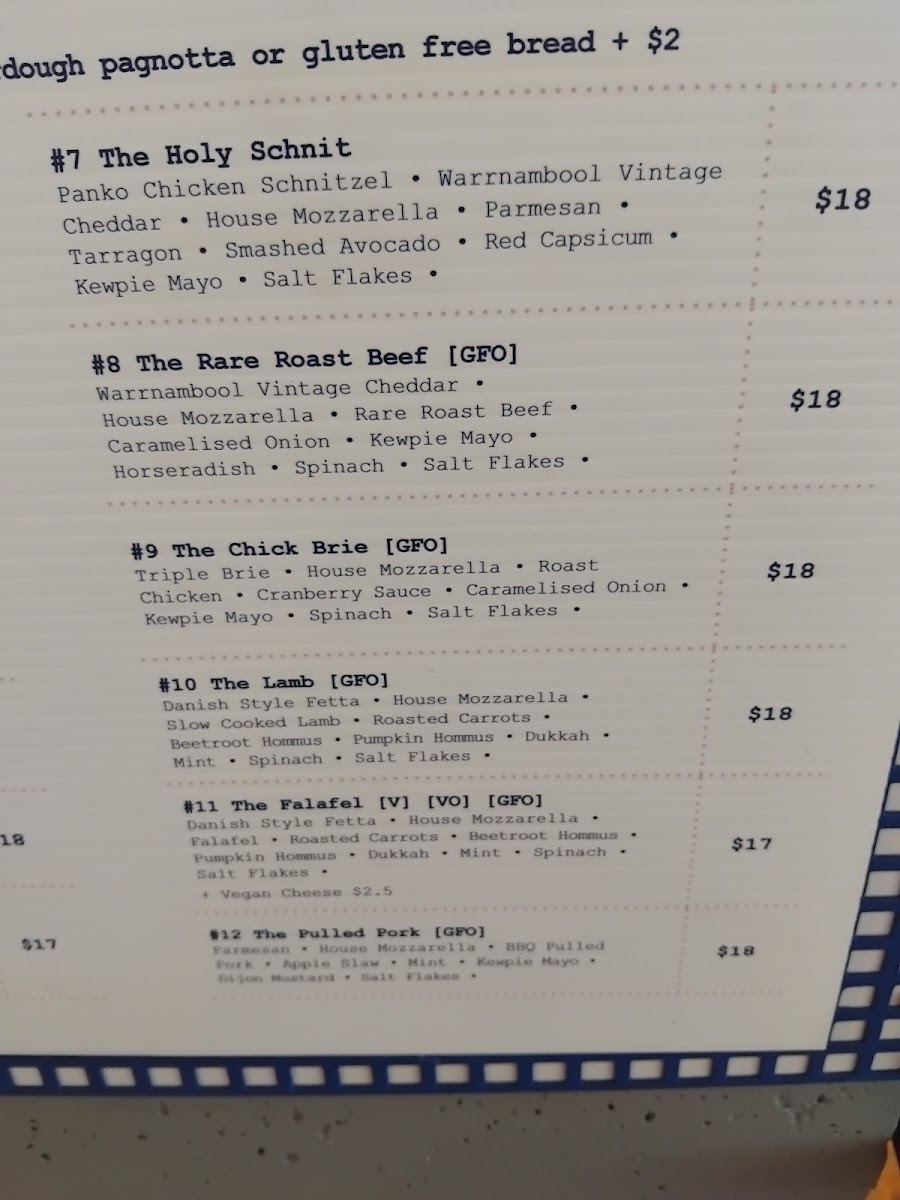 dough pagnotta or gluten free bread + $2
#7 The Holy Schnit
Panko Chicken Schnitzel • Warrnambool Vintage
Cheddar • House Mozzarella • Parmesan •
Tarragon • Smashed Avocado • Red Capsicum •
Kewpie Mayo • Salt Flakes •
$18
#8 The Rare Roast Beef [GFO]
Warrnambool Vintage Cheddar •
House Mozzarella • Rare Roast Beef •
Caramelised Onion • Kewpie Mayo •
Horseradish • Spinach • Salt Flakes •
$18
#9 The Chick Brie [GFO]
Triple Brie • House Mozzarella • Roast
Chicken • Cranberry Sauce • Caramelised Onion •
Kewpie Mayo • Spinach • Salt Flakes •
$18
#10 The Lamb [GFO]
Danish Style Fetta • House Mozzarella •
Slow Cooked Lamb • Roasted Carrots •
Beetroot Hommus • Pumpkin Hommus • Dukkah •
Mint • Spinach • Salt Flakes •
$18
#11 The Falafel [V] [VO] [GFO]
Danish Style Fetta • House Mozzarella •
Falafel • Roasted Carrots • Beetroot Hommus •
Pumpkin Hommus • Dukkah • Mint • Spinach •
Salt Flakes •
+ Vegan Cheese $2.5
$17
#12 The Pulled Pork [GFO]
Parmesan • House Mozzarella • BBQ Pulled
Pork • Apple Slaw • Mint • Kewpie Mayo •
Dijon Mustard • Salt Flakes •
$18
18
$17